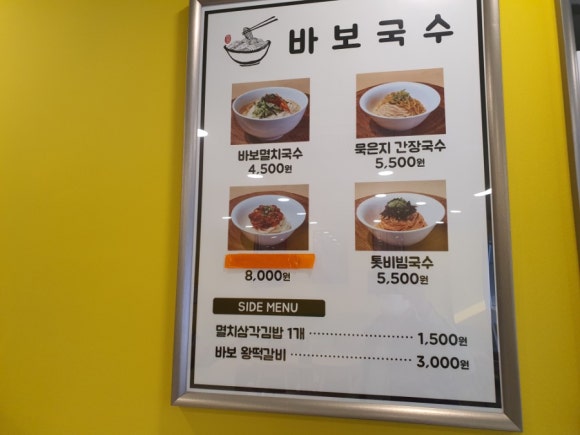 바보국수
바보멸치국수
4,500원
묵은지 간장국수
5,500원
8,000원
톳비빔국수
5,500원
SIDE MENU
멸치삼각김밥 1개 1,500원
바보 왕떡갈비 3,000원